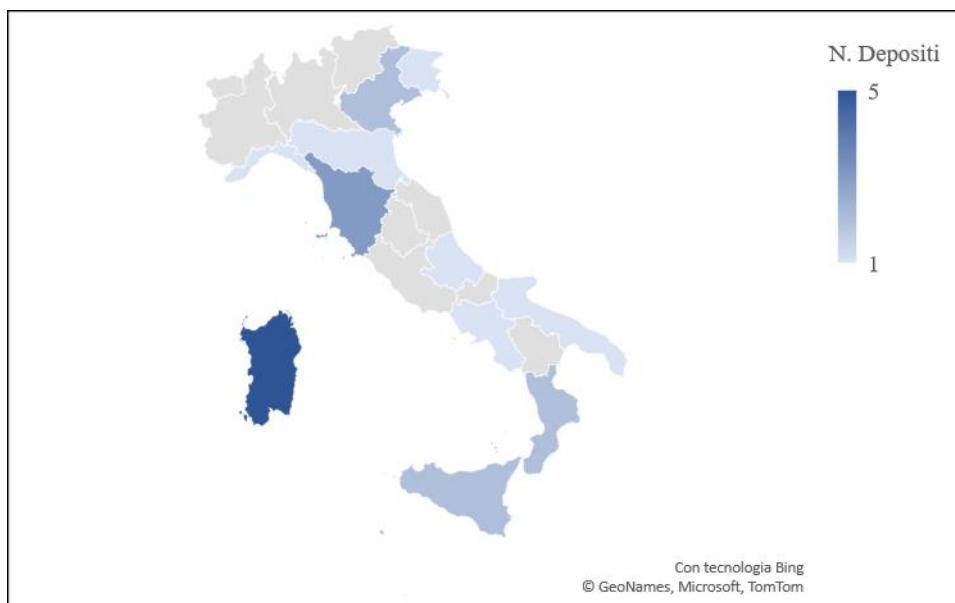 N. Depositi
5
1
Con tecnologia Bing
© GeoNames, Microsoft, TomTom